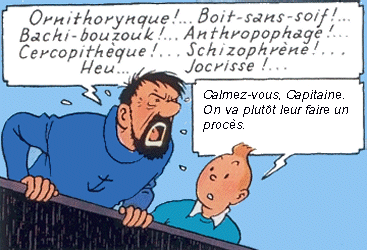 Ornithorynque!... Boit-sans-soif!...
Bachi-bouzouk!... Anthropophage!...
Cercopithèque!... Schizophrène!...
Heu... Jocrisse!...
Calmez-vous, Capitaine.
On va plutôt leur faire un
procès.